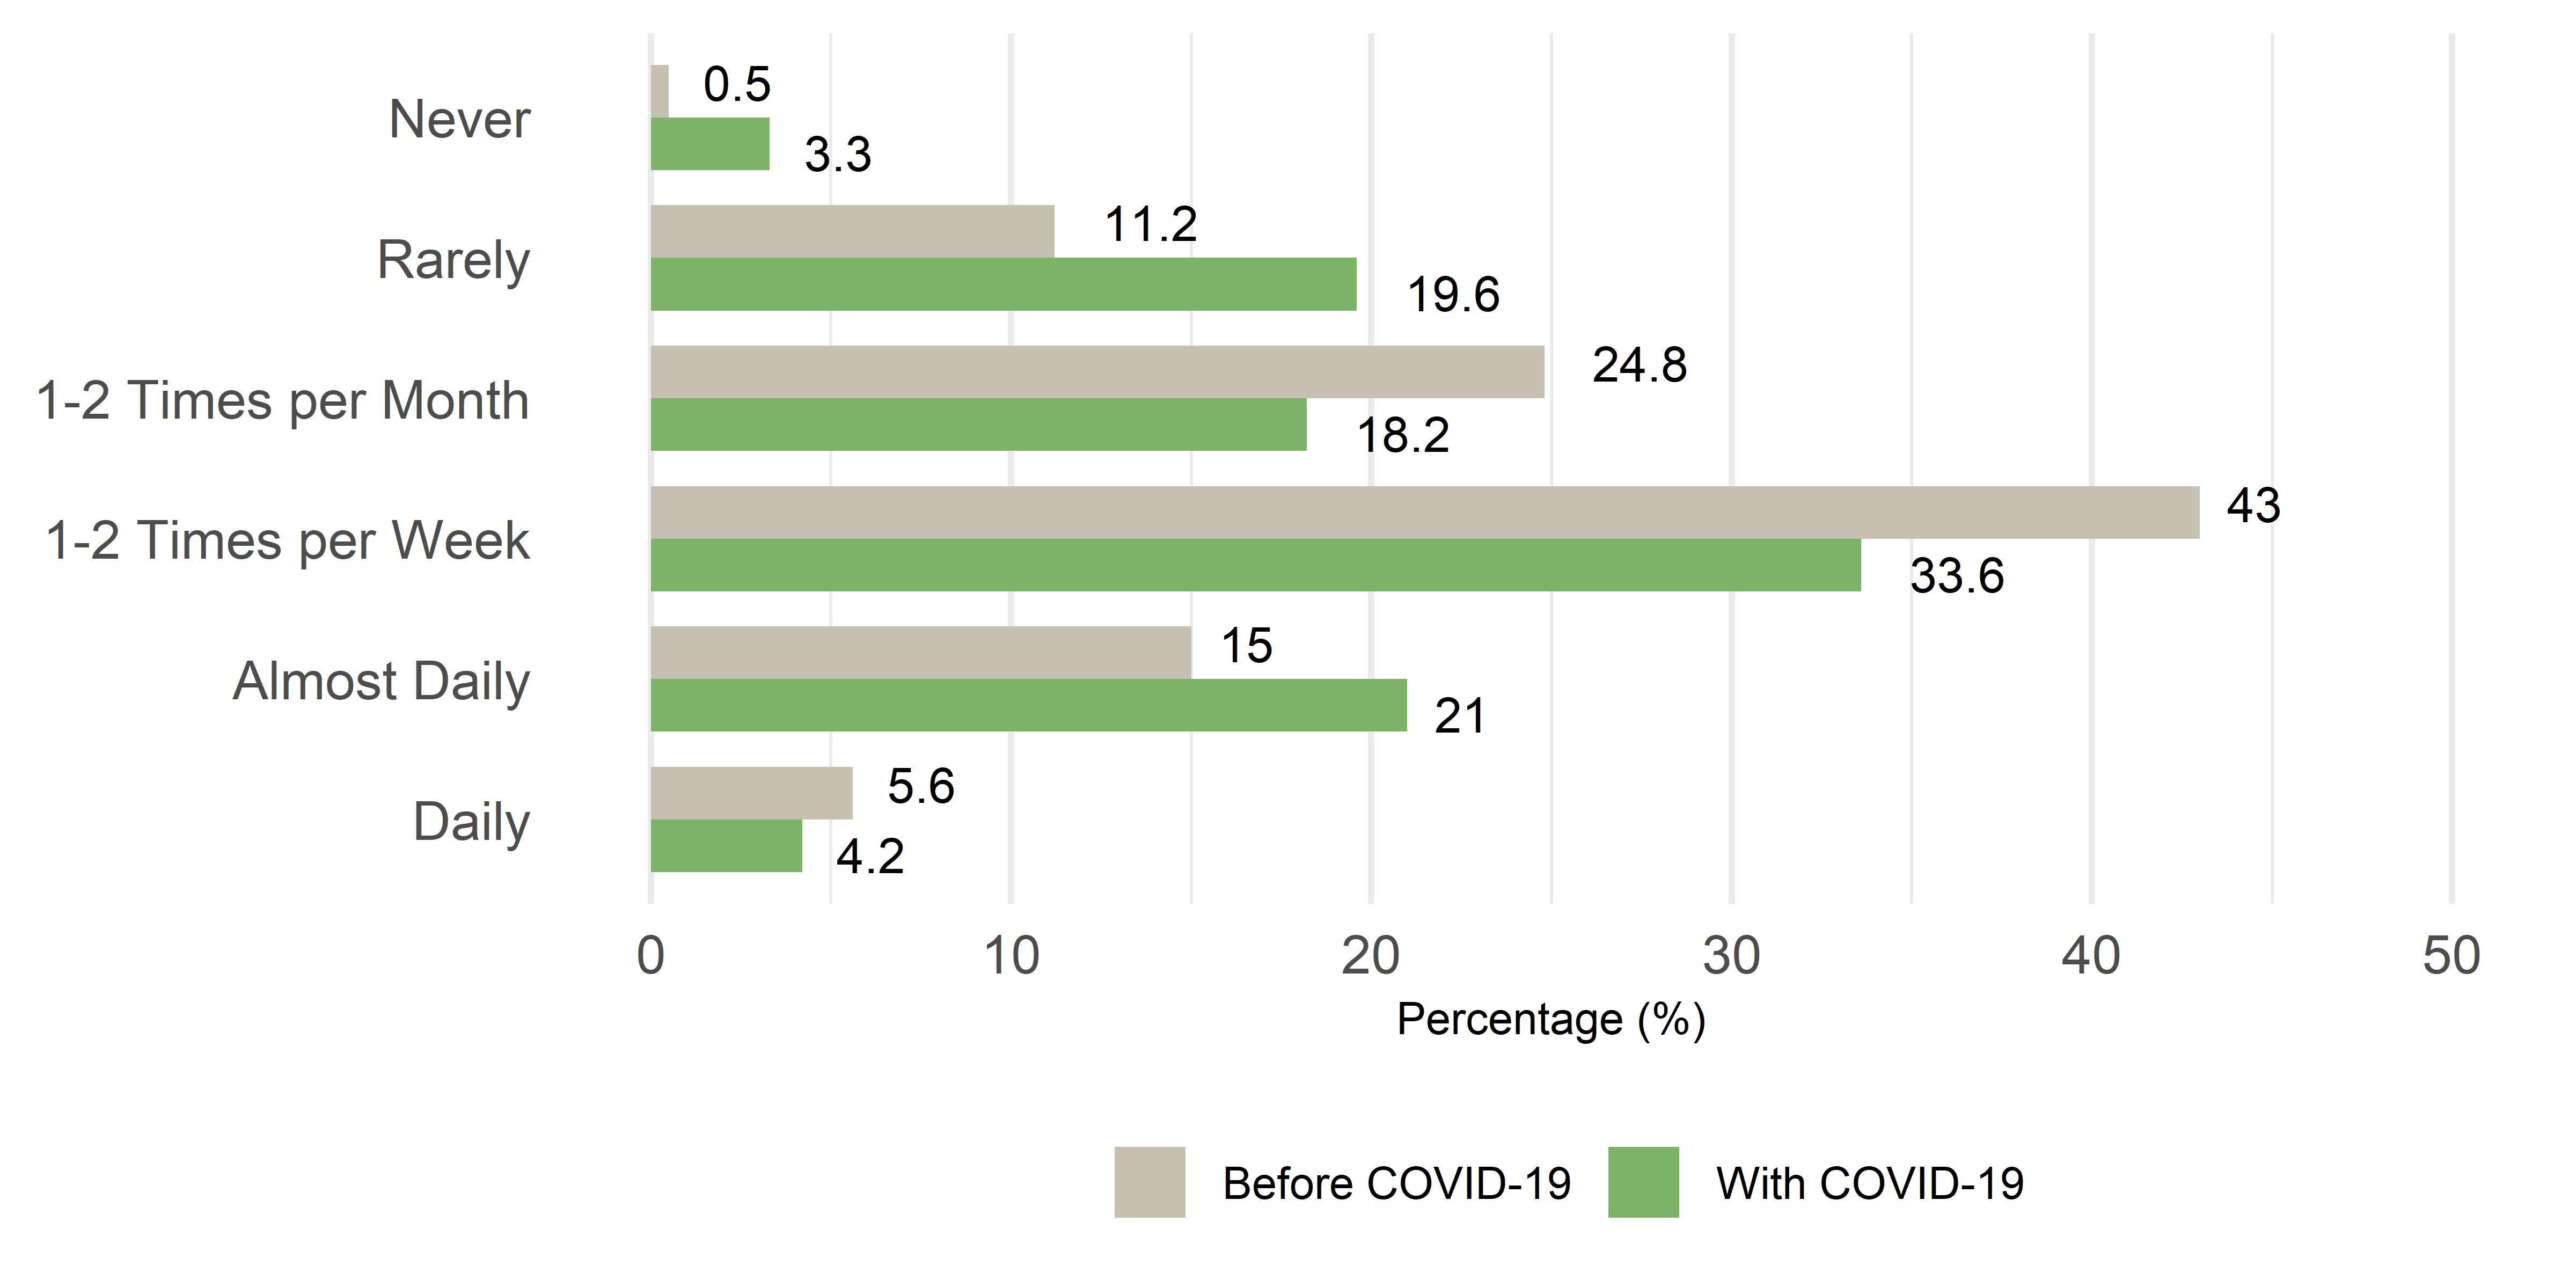 Never
0.5
3.3
Rarely
11.2
19.6
1-2 Times per Month
24.8
18.2
1-2 Times per Week
43
33.6
Almost Daily
15
21
Daily
5.6
4.2
0 10 20 30 40 50
Percentage (%)
Before COVID-19 With COVID-19